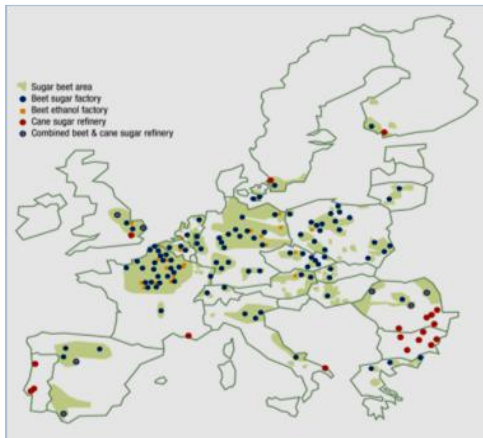 Sugar beet area
Beet sugar factory
Beet ethanol factory
Cane sugar refinery
Combined beet & cane sugar refinery